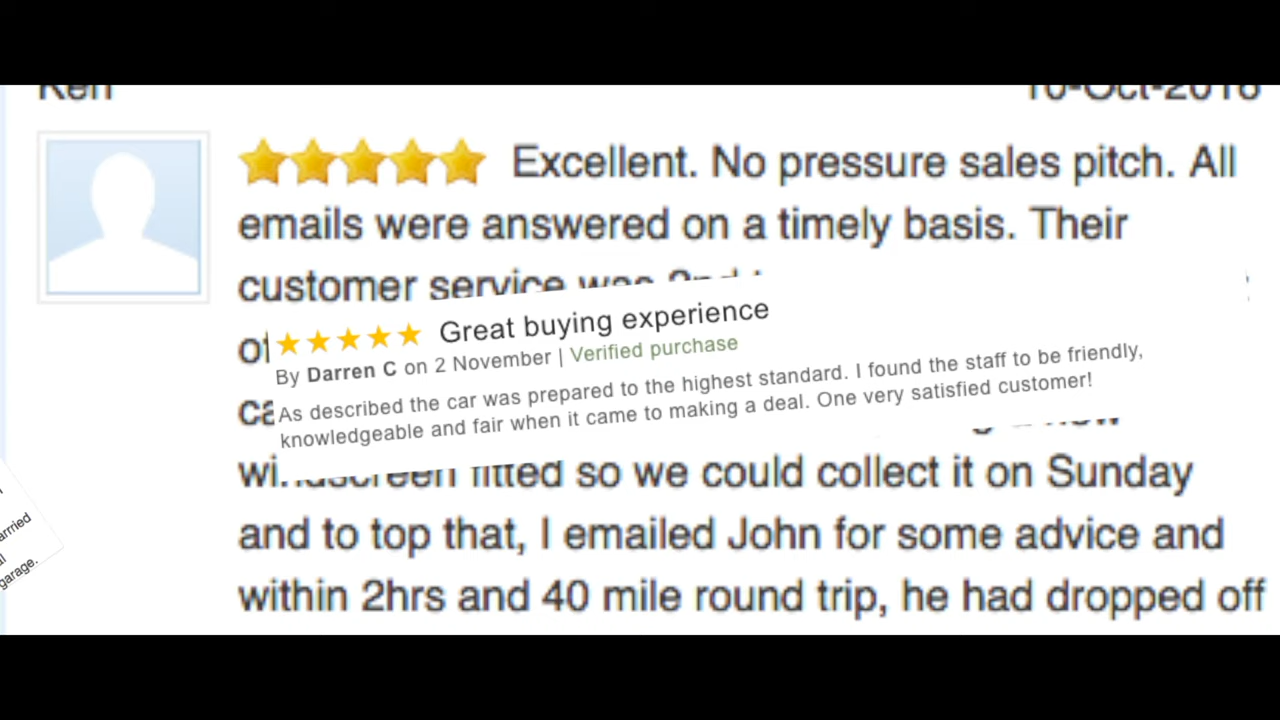 Ken
10-Oct-2016
Excellent. No pressure sales pitch. All
emails were answered on a timely basis. Their
customer service was 2nd t
Great buying experience
By Darren C on 2 November | Verified purchase
As described the car was prepared to the highest standard. I found the staff to be friendly,
knowledgeable and fair when it came to making a deal. One very satisfied customer!
windscreen fitted so we could collect it on Sunday
and to top that, I emailed John for some advice and
within 2hrs and 40 mile round trip, he had dropped off
garage.